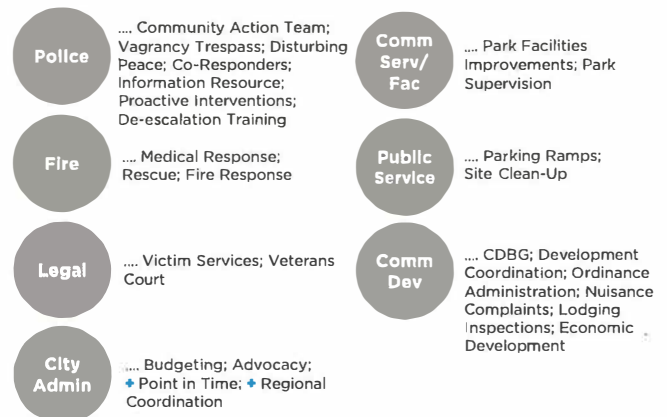 Police
.... Community Action Team;
Vagrancy Trespass; Disturbing
Peace; Co-Responders;
Information Resource;
Proactive Interventions;
De-escalation Training
Fire
.... Medical Response;
Rescue; Fire Response
Legal
.... Victim Services; Veterans
Court
City
Admin
.... Budgeting; Advocacy;
+ Point in Time; + Regional
Coordination
Comm
Serv/
Fac
.... Park Facilities
Improvements; Park
Supervision
Public
Service
.... Parking Ramps;
Site Clean-Up
Comm
Dev
.... CDBG; Development
Coordination; Ordinance
Administration; Nuisance
Complaints; Lodging
Inspections; Economic
Development